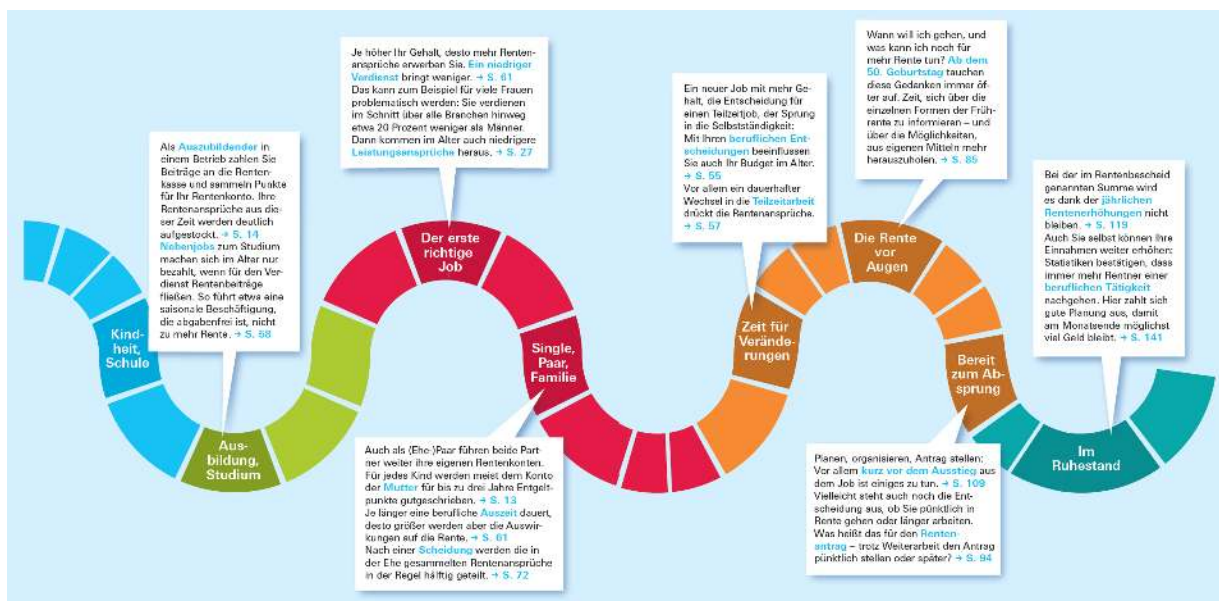 Kind-
heit,
Schule
Als Auszubildender in
einem Betrieb zahlen Sie
Beiträge an die Renten-
kasse und sammeln Punkte
für Ihr Rentenkonto. Ihre
Rentenansprüche aus die-
ser Zeit werden deutlich
aufgestockt. → S. 14
Nebenjobs zum Studium
machen sich im Alter nur
bezahlt, wenn für den Ver-
dienst Rentenbeiträge
fließen. So führt etwa eine
saisonale Beschäftigung,
die abgabenfrei ist, nicht
zu mehr Rente. → S. 68
Aus-
bildung,
Studium
Je höher Ihr Gehalt, desto mehr Renten-
ansprüche erwerben Sie. Ein niedriger
Verdienst bringt weniger. → S. 61
Das kann zum Beispiel für viele Frauen
problematisch werden: Sie verdienen
im Schnitt über alle Branchen hinweg
etwa 20 Prozent weniger als Männer.
Dann kommen im Alter auch niedrigere
Leistungsansprüche heraus. → S. 27
Der erste
richtige
Job
Single,
Paar,
Familie
Auch als (Ehe-)Paar führen beide Part-
ner weiter ihre eigenen Rentenkonten.
Für jedes Kind werden meist dem Konto
der Mutter für bis zu drei Jahre Entgelt-
punkte gutgeschrieben. → S. 13
Je länger eine berufliche Auszeit dauert,
desto größer werden aber die Auswir-
kungen auf die Rente. → S. 61
Nach einer Scheidung werden die in
der Ehe gesammelten Rentenansprüche
in der Regel hälftig geteilt. → S. 72
Ein neuer Job mit mehr Ge-
halt, die Entscheidung für
einen Teilzeitjob, der Sprung
in die Selbstständigkeit:
Mit Ihren beruflichen Ent-
scheidungen beeinflussen
Sie auch Ihr Budget im Alter.
→ S. 55
Vor allem ein dauerhafter
Wechsel in die Teilzeitarbeit
drückt die Rentenansprüche.
→ S. 57
Zeit für
Verände-
rungen
Wann will ich gehen, und
was kann ich noch für
mehr Rente tun? Ab dem
50. Geburtstag tauchen
diese Gedanken immer öf-
ter auf. Zeit, sich über die
einzelnen Formen der Früh-
rente zu informieren – und
über die Möglichkeiten,
aus eigenen Mitteln mehr
herauszuholen. → S. 85
Die Rente
vor
Augen
Bereit
zum Ab-
sprung
Planen, organisieren, Antrag stellen:
Vor allem kurz vor dem Ausstieg aus
dem Job ist einiges zu tun. → S. 109
Vielleicht steht auch noch die Ent-
scheidung aus, ob Sie pünktlich in
Rente gehen oder länger arbeiten.
Was heißt das für den Renten-
antrag – trotz Weiterarbeit den Antrag
pünktlich stellen oder später? → S. 94
Bei der im Rentenbescheid
genannten Summe wird
es dank der jährlichen
Rentenerhöhungen nicht
bleiben. → S. 119
Auch Sie selbst können Ihre
Einnahmen weiter erhöhen:
Statistiken bestätigen, dass
immer mehr Rentner einer
beruflichen Tätigkeit
nachgehen. Hier zahlt sich
gute Planung aus, damit
am Monatsende möglichst
viel Geld bleibt. → S. 141
Im
Ruhestand